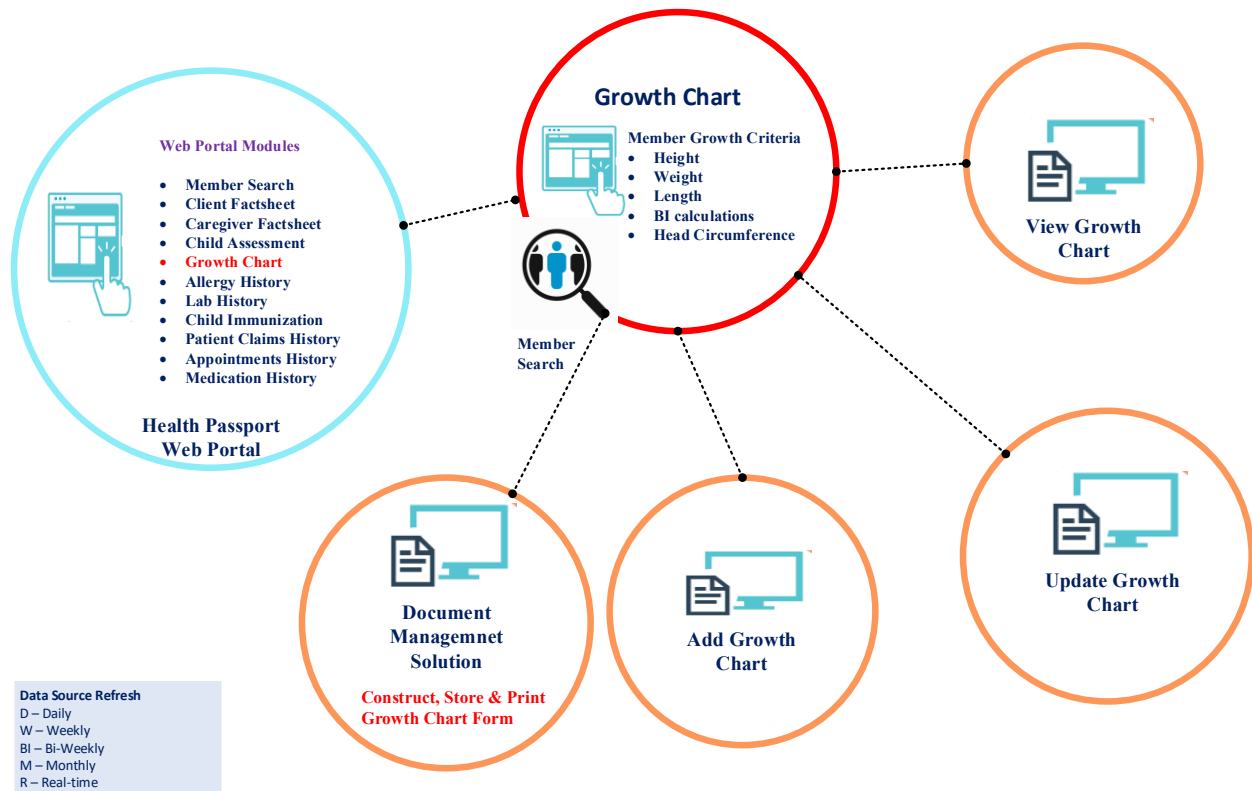 Web Portal Modules
• Member Search
• Client Factsheet
• Caregiver Factsheet
• Child Assessment
• Growth Chart
• Allergy History
• Lab History
• Child Immunization
• Patient Claims History
• Appointments History
• Medication History
Health Passport
Web Portal
Growth Chart
Member Growth Criteria
• Height
• Weight
• Length
• BI calculations
• Head Circumference
Member
Search
View Growth
Chart
Update Growth
Chart
Add Growth
Chart
Document
Managemnet
Solution
Construct, Store & Print
Growth Chart Form
Data Source Refresh
D – Daily
W – Weekly
BI – Bi-Weekly
M – Monthly
R – Real-time